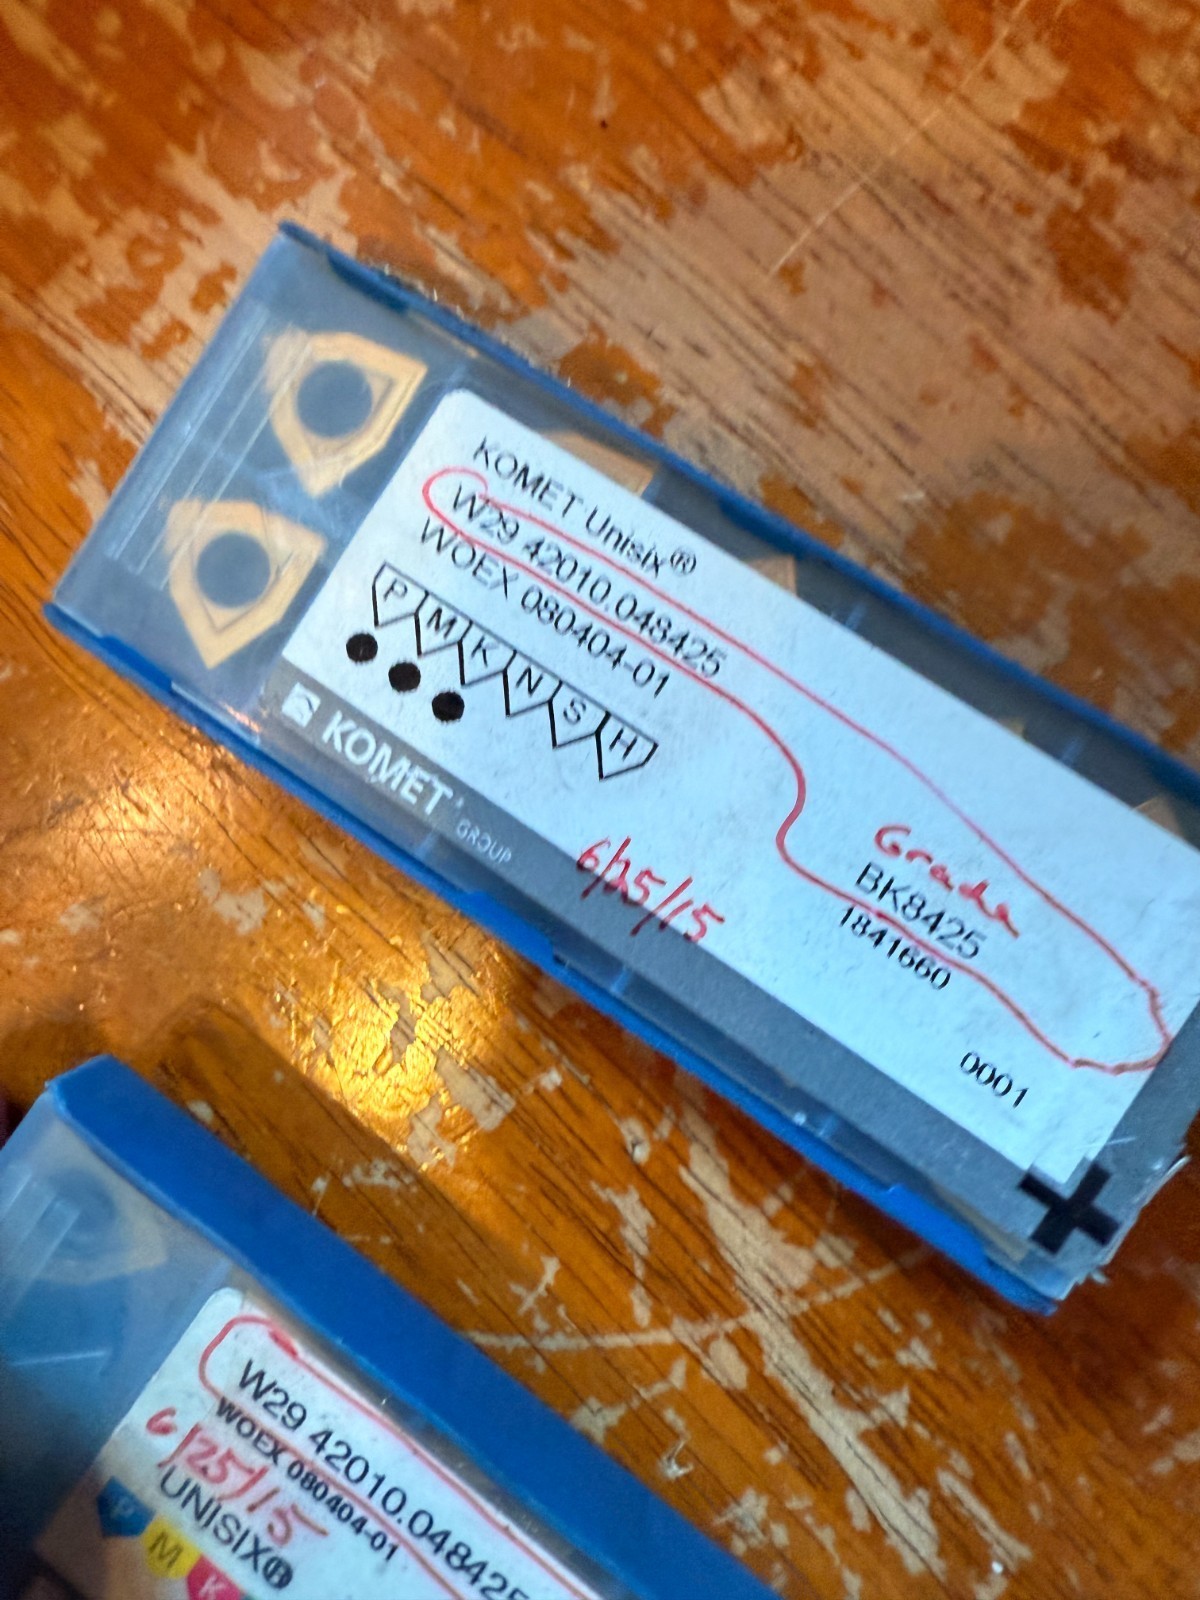 KOMET Unisix®
W29 42010.048425
WOEX 080404-01
P M K N S H
KOMET
GROUP
6/25/15
Grade
BK8425
1841660
0001
W29 42010.048425
WOEX 080404-01
6/25/15
UNISIX®
P M K